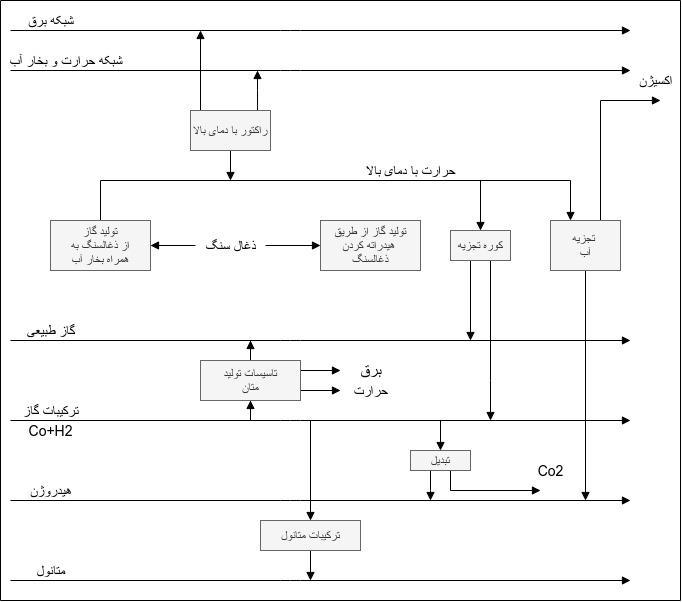 شبکه برق
شبکه حرارت و بخار آب
اکسیژن
راکتور با دمای بالا
حرارت با دمای بالا
تولید گاز
از ذغالسنگ به
همراه بخار آب
ذغال سنگ
تولید گاز از طریق
هیدراته کردن
ذغالسنگ
کوره تجزیه
تجزیه
آب
گاز طبیعی
تاسیسات تولید
متان
برق
حرارت
ترکیبات گاز
Co+H2
تبدیل
Co2
هیدروژن
ترکیبات متانول
متانول